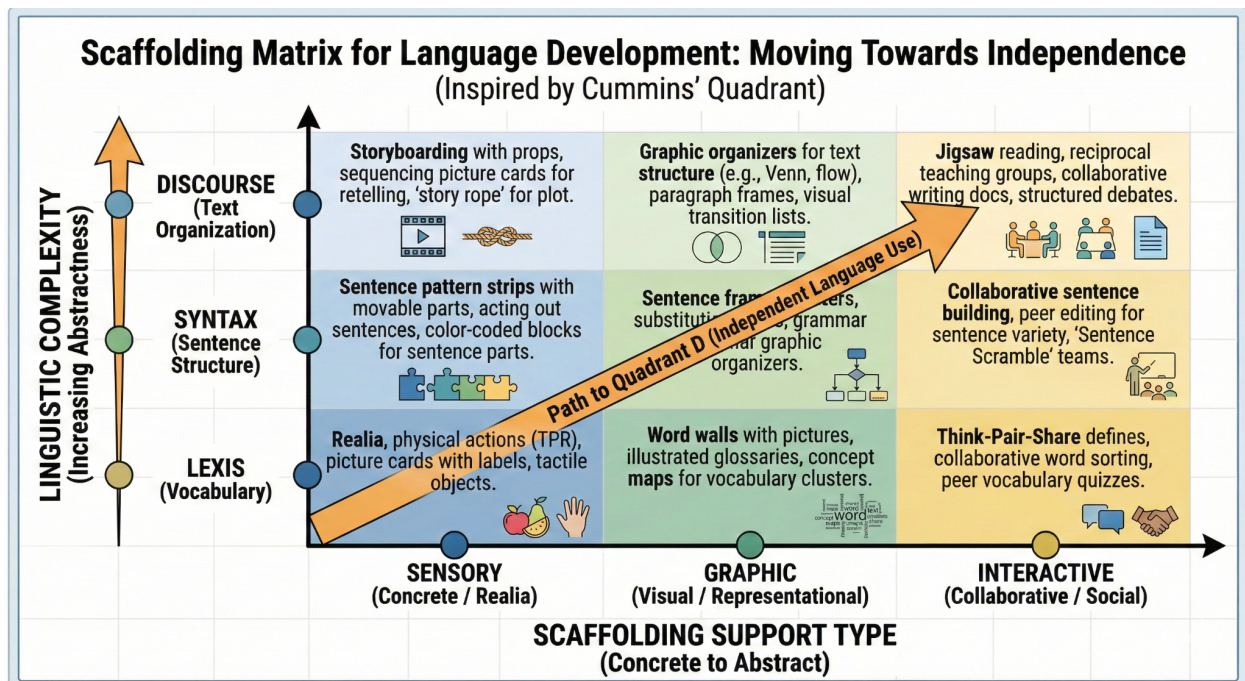 Scaffolding Matrix for Language Development: Moving Towards Independence
(Inspired by Cummins' Quadrant)
LINGUISTIC COMPLEXITY
(Increasing Abstractness)
DISCOURSE
(Text
Organization)
Storyboarding with props,
sequencing picture cards for
retelling, 'story rope' for plot.
Graphic organizers for text
structure (e.g., Venn, flow),
paragraph frames, visual
transition lists.
Jigsaw reading, reciprocal
teaching groups, collaborative
writing docs, structured debates.
SYNTAX
(Sentence
Structure)
Sentence pattern strips with
movable parts, acting out
sentences, color-coded blocks
for sentence parts.
Sentence
grammar
graphic
organizers.
Collaborative sentence
building, peer editing for
sentence variety, 'Sentence
Scramble' teams.
Path to Quadrant D (Independent Language Use)
LEXIS
(Vocabulary)
Realia, physical actions (TPR),
picture cards with labels, tactile
objects.
Word walls with pictures,
illustrated glossaries, concept
maps for vocabulary clusters.
word
Think-Pair-Share defines,
collaborative word sorting,
peer vocabulary quizzes.
SENSORY
(Concrete / Realia)
GRAPHIC
(Visual / Representational)
INTERACTIVE
(Collaborative / Social)
SCAFFOLDING SUPPORT TYPE
(Concrete to Abstract)